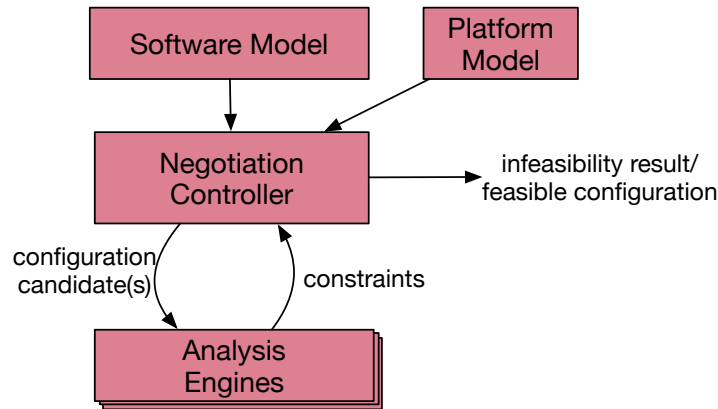 Software Model
Platform
Model
Negotiation
Controller
infeasibility result/
feasible configuration
configuration
candidate(s)
constraints
Analysis
Engines